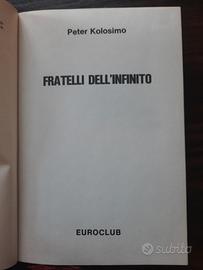 Peter Kolosimo
FRATELLI DELL'INFINITO
EUROCLUB
subito